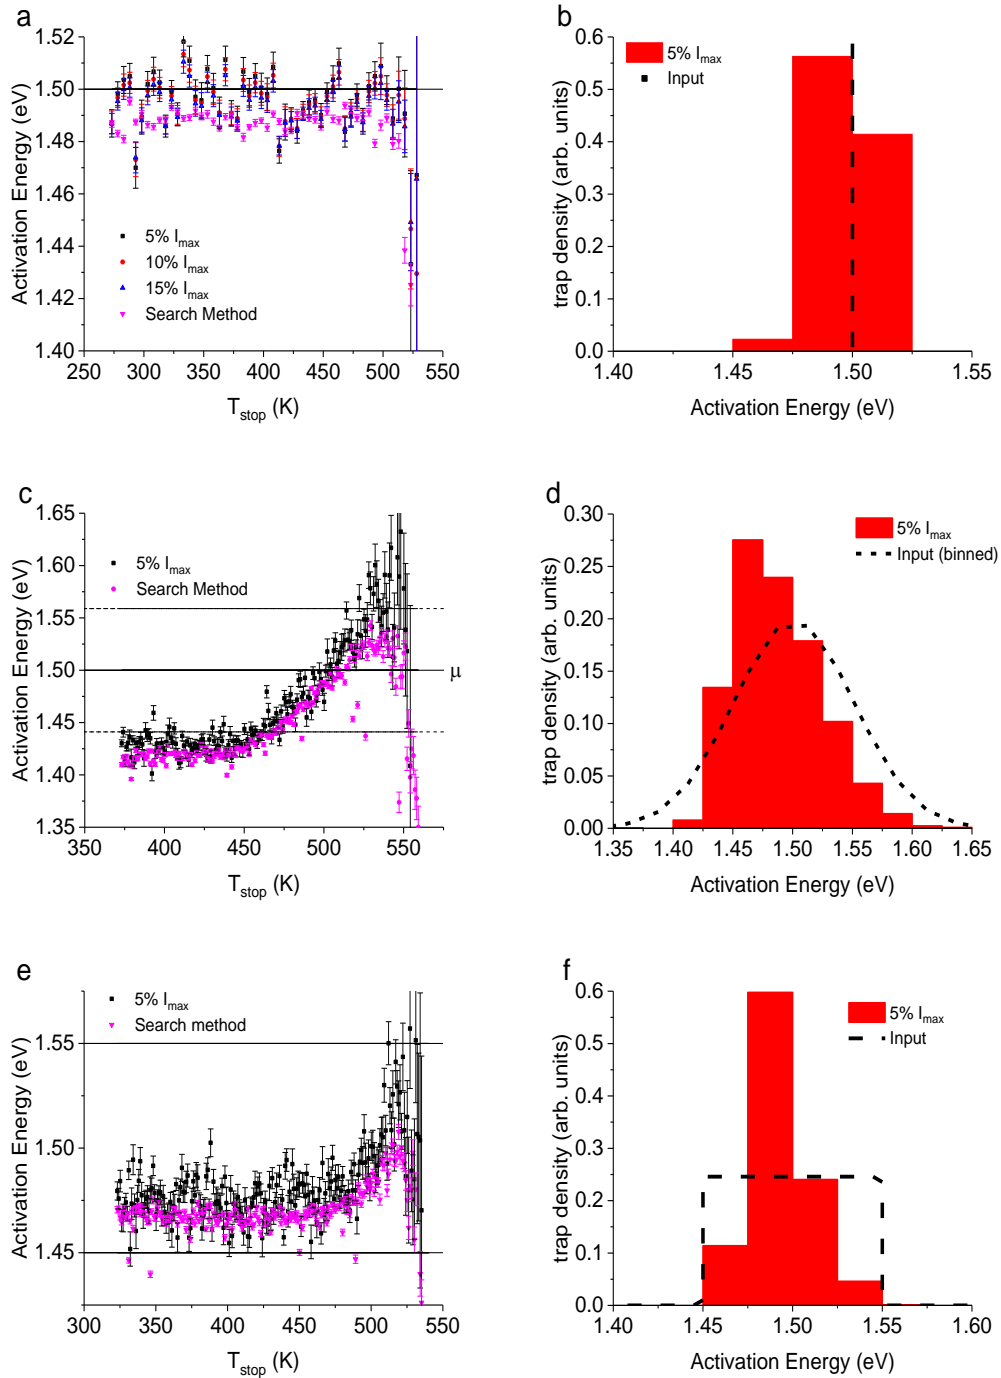 a
1.52
1.50
1.48
1.46
1.44
1.42
1.40
Activation Energy (eV)
5% Imax
10% Imax
15% Imax
Search Method
250 300 350 400 450 500 550
Tstop (K)
b
0.6
0.5
0.4
0.3
0.2
0.1
0.0
trap density (arb. units)
5% Imax
Input
1.40 1.45 1.50 1.55
Activation Energy (eV)
c
1.65
1.60
1.55
1.50
1.45
1.40
1.35
Activation Energy (eV)
5% Imax
Search Method
μ
350 375 400 425 450 475 500 525 550 575
Tstop (K)
d
0.30
0.25
0.20
0.15
0.10
0.05
0.00
trap density (arb. units)
5% Imax
Input (binned)
1.35 1.40 1.45 1.50 1.55 1.60 1.65
Activation Energy (eV)
e
1.55
1.50
1.45
Activation Energy (eV)
5% Imax
Search method
300 350 400 450 500 550
Tstop (K)
f
0.6
0.5
0.4
0.3
0.2
0.1
0.0
trap density (arb. units)
5% Imax
Input
1.40 1.45 1.50 1.55 1.60
Activation Energy (eV)